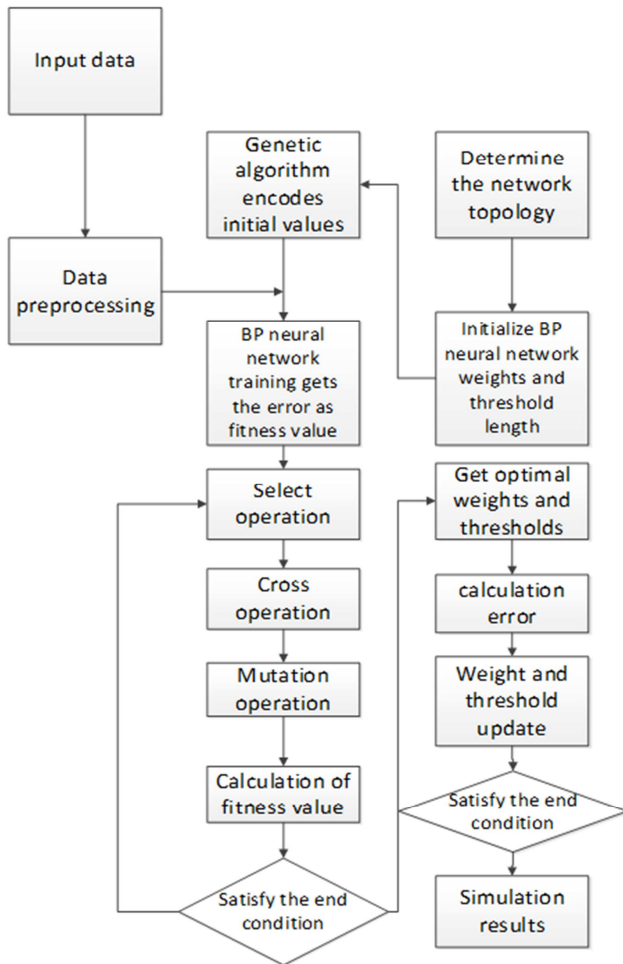 Input data
Genetic
algorithm
encodes
initial values
Determine
the network
topology
Data
preprocessing
BP neural
network
training gets
the error as
fitness value
Initialize BP
neural network
weights and
threshold
length
Select
operation
Get optimal
weights and
thresholds
Cross
operation
calculation
error
Mutation
operation
Weight and
threshold
update
Calculation of
fitness value
Satisfy the end
condition
Satisfy the end
condition
Simulation
results